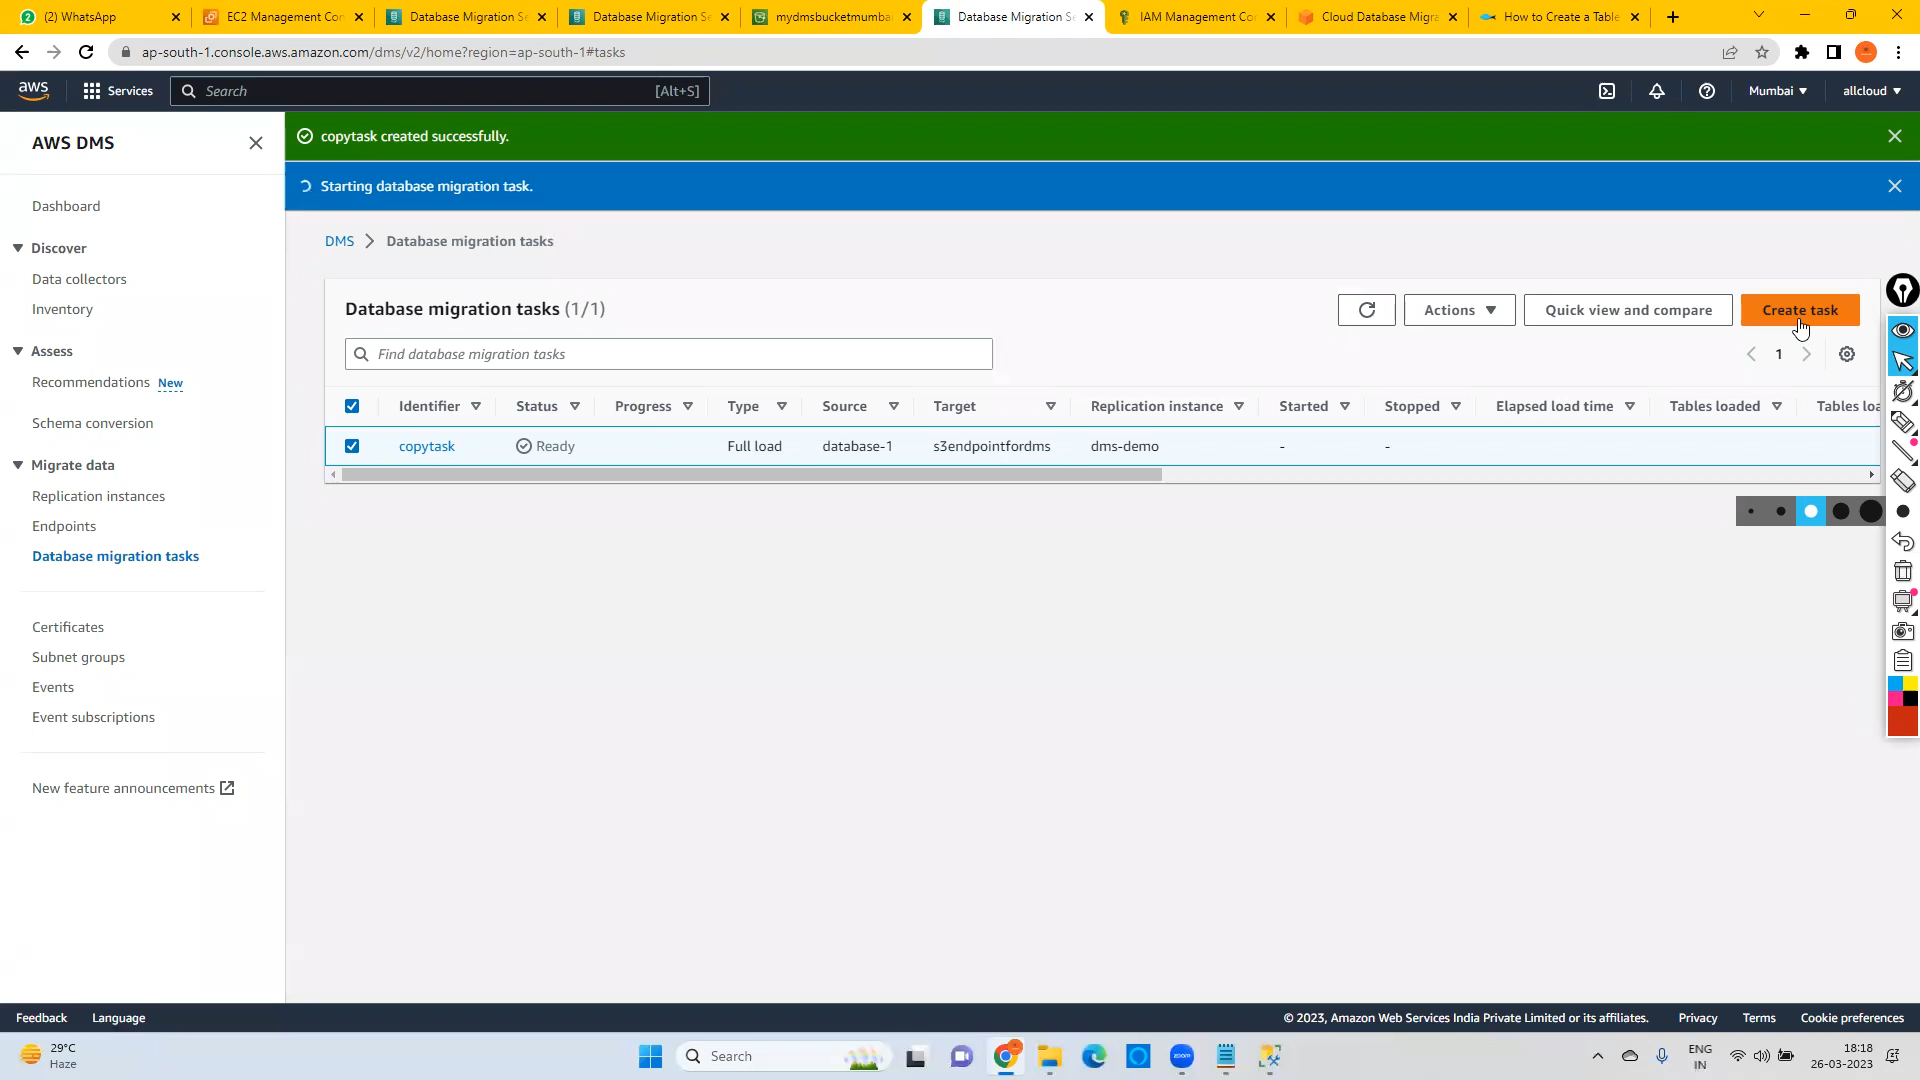 (2) WhatsApp
EC2 Management Con
Database Migration Se
Database Migration Se
mydmsbucketmumbai
Database Migration Se
IAM Management Con
Cloud Database Migra
How to Create a Table
ap-south-1.console.aws.amazon.com/dms/v2/home?region=ap-south-1#tasks
aws
Services
Search
[Alt+S]
Mumbai
allcloud
AWS DMS
copytask created successfully.
Starting database migration task.
Dashboard
Discover
Data collectors
Inventory
Assess
Recommendations New
Schema conversion
Migrate data
Replication instances
Endpoints
Database migration tasks
Certificates
Subnet groups
Events
Event subscriptions
New feature announcements
DMS Database migration tasks
Database migration tasks (1/1)
Actions
Quick view and compare
Create task
Find database migration tasks
1
Identifier Status Progress Type Source Target Replication instance Started Stopped Elapsed load time Tables loaded Tables loa
copytask Ready Full load database-1 s3endpointfordms dms-demo - -
Feedback Language
© 2023, Amazon Web Services India Private Limited or its affiliates. Privacy Terms Cookie preferences
29°C
Haze
Search
zoom
ENG
IN
18:18
26-03-2023